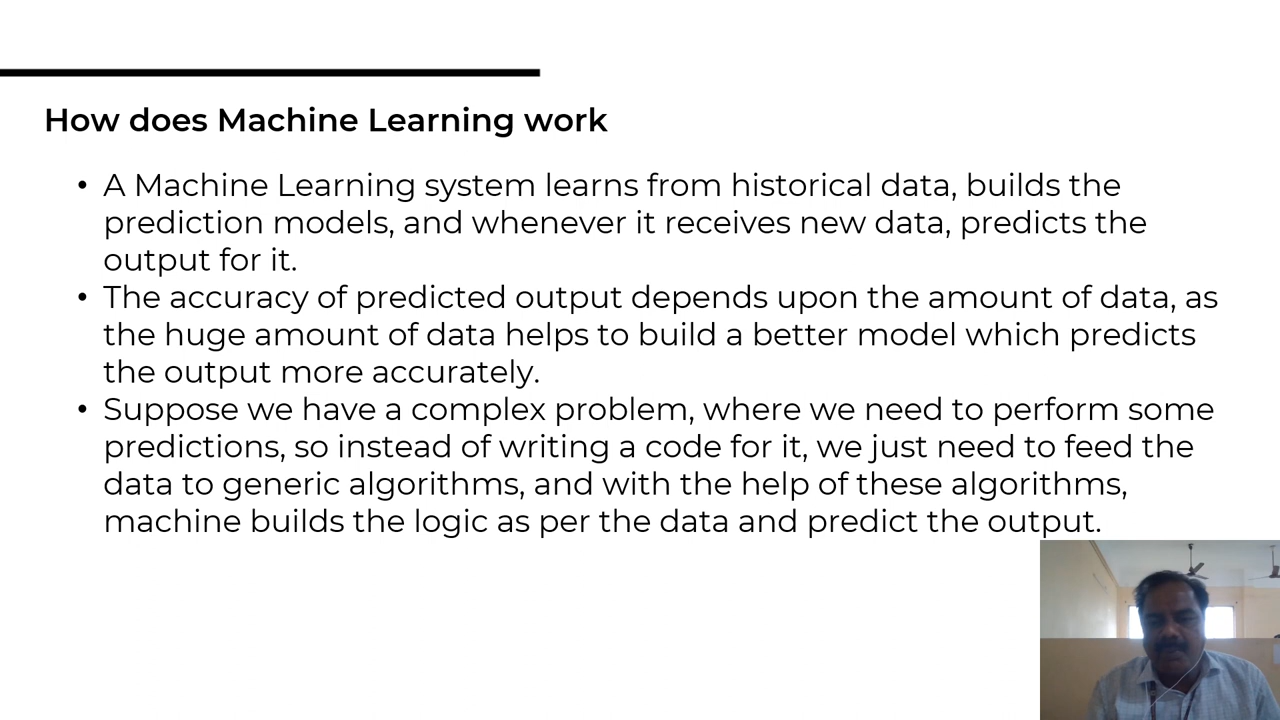 How does Machine Learning work
• A Machine Learning system learns from historical data, builds the
prediction models, and whenever it receives new data, predicts the
output for it.
• The accuracy of predicted output depends upon the amount of data, as
the huge amount of data helps to build a better model which predicts
the output more accurately.
• Suppose we have a complex problem, where we need to perform some
predictions, so instead of writing a code for it, we just need to feed the
data to generic algorithms, and with the help of these algorithms,
machine builds the logic as per the data and predict the output.